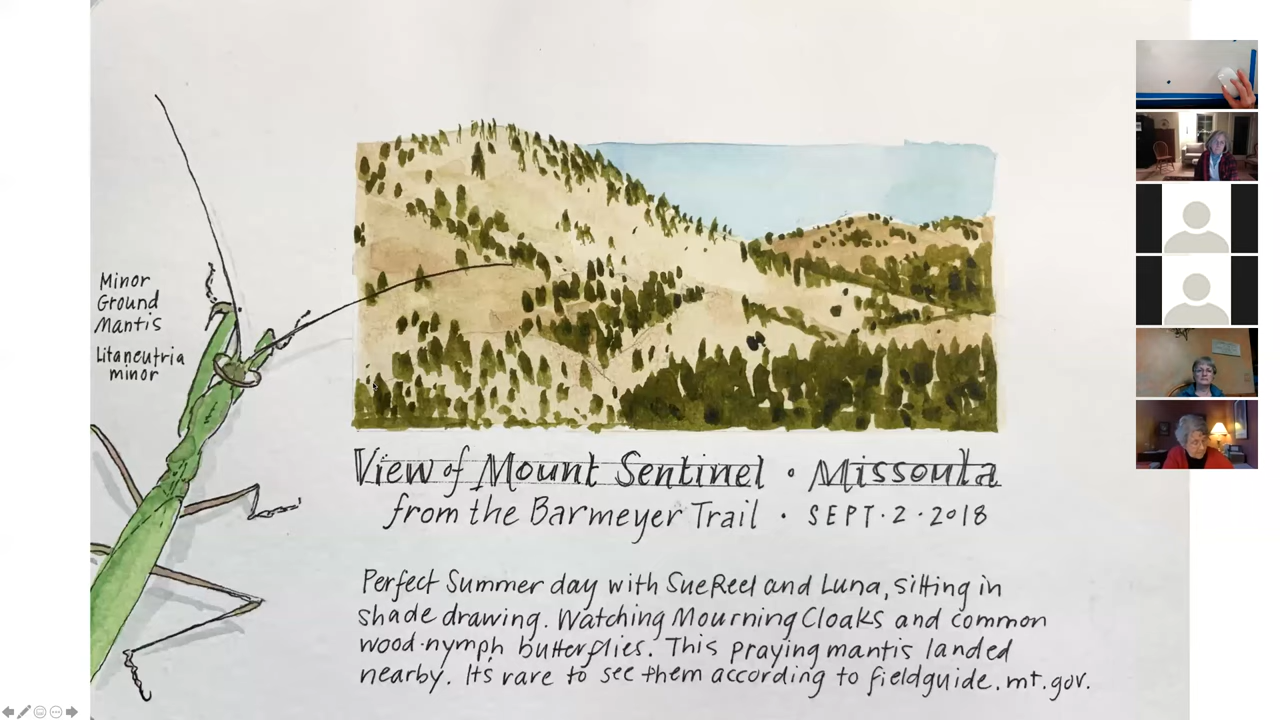 Minor
Ground
Mantis
Litaneutria
minor
View of Mount Sentinel • Missoula
from the Barmeyer Trail • SEPT • 2 • 2018
Perfect Summer day with Sue Reel and Luna, sitting in
shade drawing. Watching Mourning Cloaks and common
wood-nymph butterflies. This praying mantis landed
nearby. It's rare to see them according to fieldguide.mt.gov.